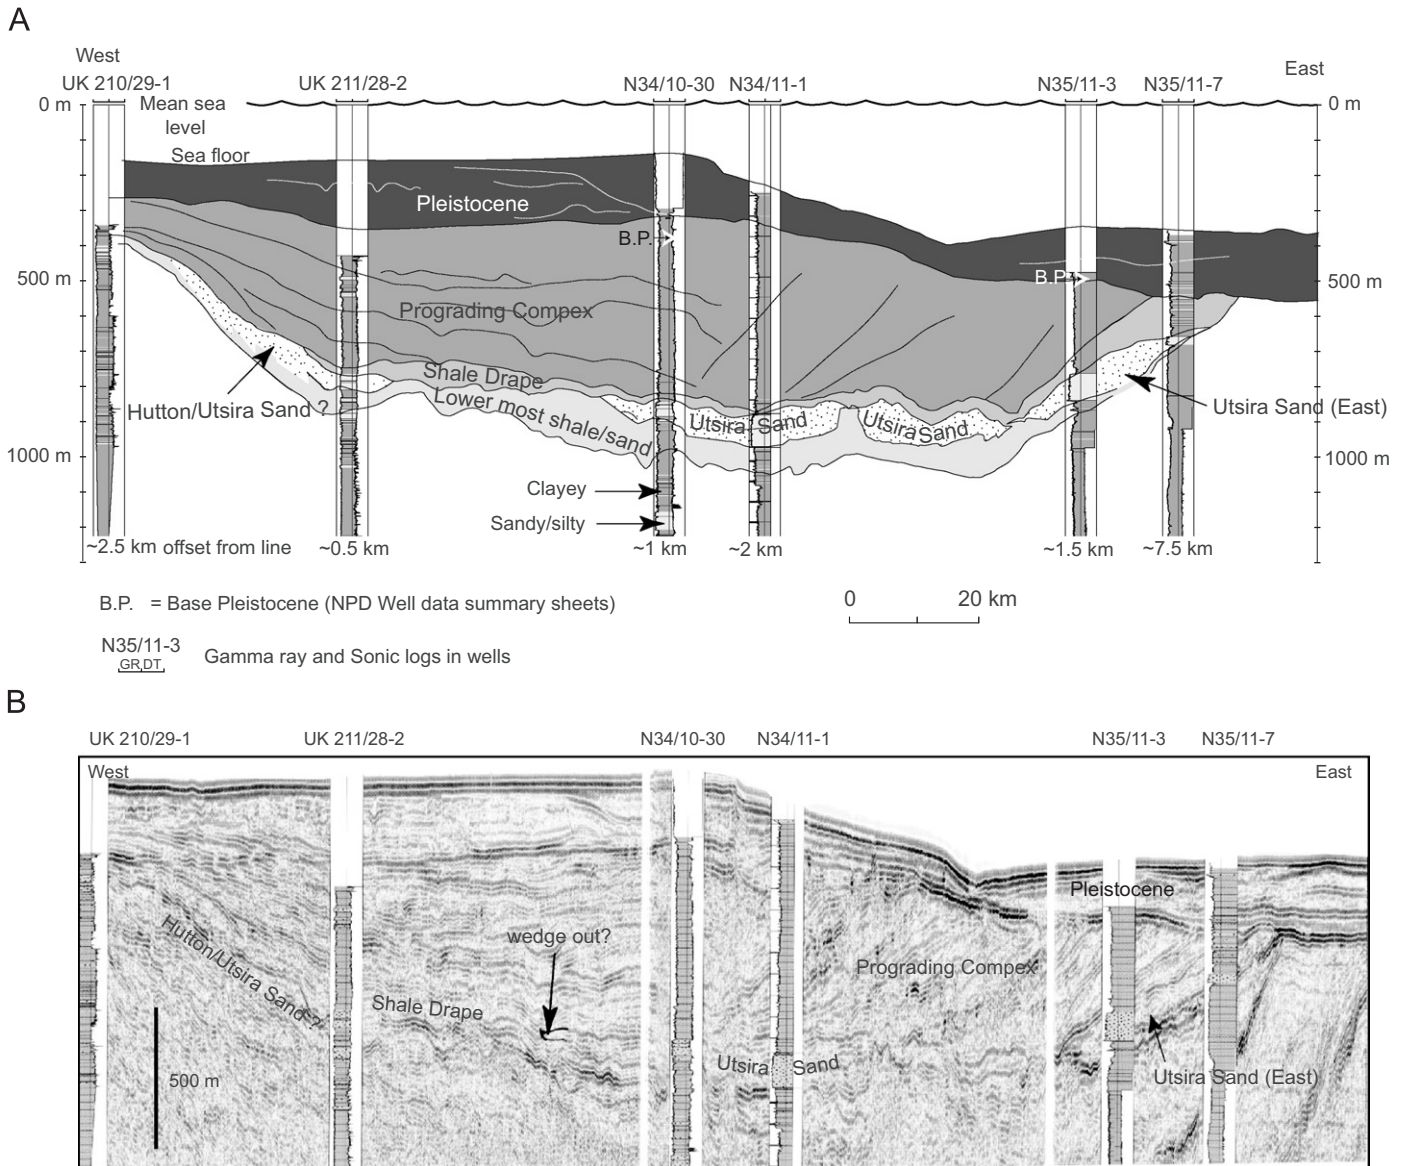 A
West
East
UK 210/29-1 UK 211/28-2 N34/10-30 N34/11-1 N35/11-3 N35/11-7
0 m Mean sea level 0 m
Sea floor
Pleistocene
B.P.
B.P.
500 m 500 m
Prograding Compex
Shale Drape
Lower most shale/sand
Hutton/Utsira Sand ?
Utsira Sand
Utsira Sand
Utsira Sand (East)
1000 m 1000 m
Clayey
Sandy/silty
~2.5 km offset from line ~0.5 km ~1 km ~2 km ~1.5 km ~7.5 km
B.P. = Base Pleistocene (NPD Well data summary sheets)
0 20 km
N35/11-3
GR DT
Gamma ray and Sonic logs in wells
B
UK 210/29-1 UK 211/28-2 N34/10-30 N34/11-1 N35/11-3 N35/11-7
West East
Pleistocene
Hutton/Utsira Sand ?
wedge out?
Prograding Compex
Shale Drape
Utsira Sand
Utsira Sand (East)
500 m